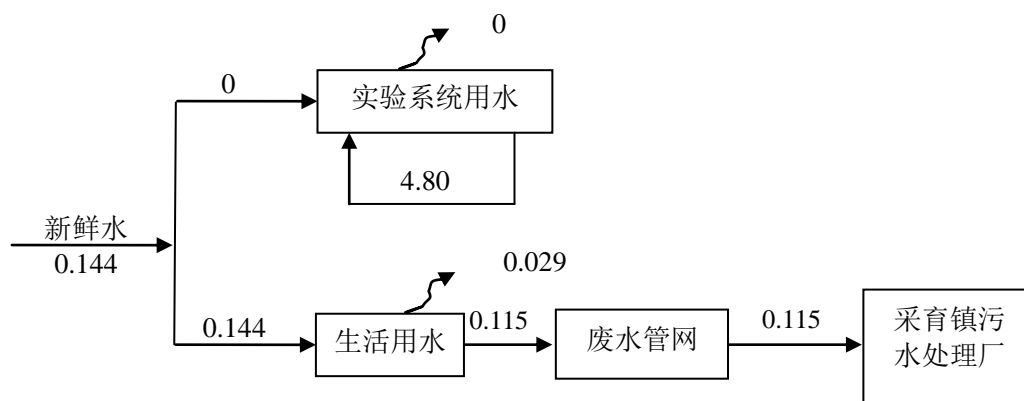 0
0
实验系统用水
4.80
新鲜水
0.144
0.029
0.144
生活用水
0.115
废水管网
0.115
采育镇污
水处理厂